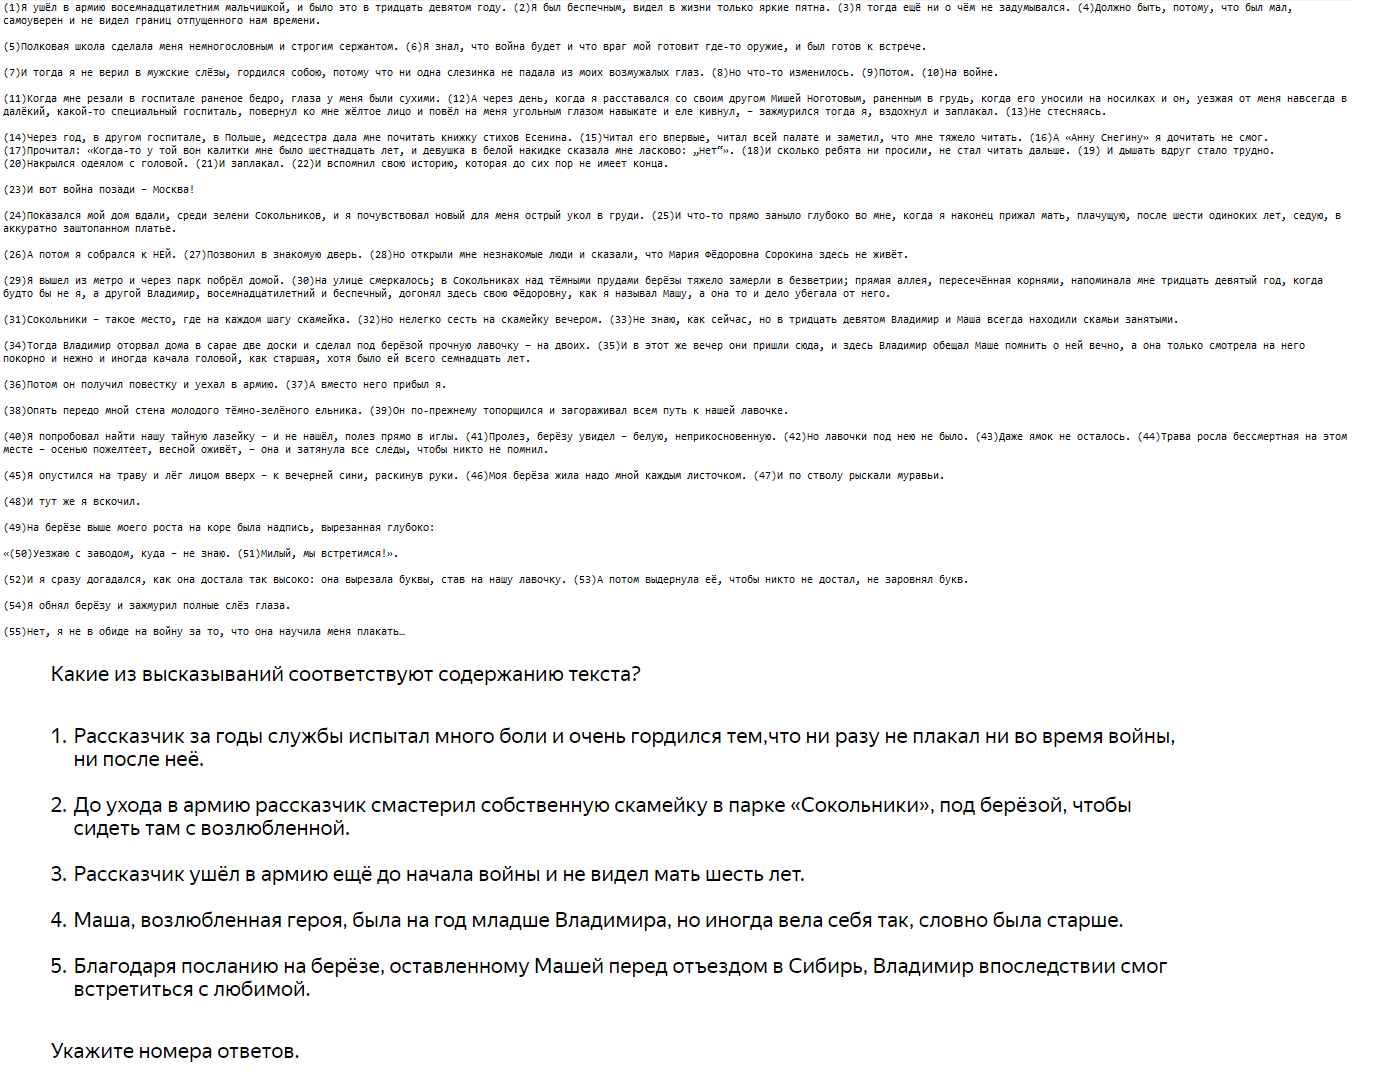 (1)Я ушёл в армию восемнадцатилетним мальчишкой, и было это в тридцать девятом году. (2)Я был беспечным, видел в жизни только яркие пятна. (3)Я тогда ещё ни о чём не задумывался. (4)Должно быть, потому, что был мал,
самоуверен и не видел границ отпущенного нам времени.
(5)Полковая школа сделала меня немногословным и строгим сержантом. (6)Я знал, что война будет и что враг мой готовит где-то оружие, и был готов к встрече.
(7)И тогда я не верил в мужские слёзы, гордился собою, потому что ни одна слезинка не падала из моих возмужалых глаз. (8)Но что-то изменилось. (9)Потом. (10)На войне.
(11)Когда мне резали в госпитале раненое бедро, глаза у меня были сухими. (12)А через день, когда я расставался со своим другом Мишей Ноготовым, раненным в грудь, когда его уносили на носилках и он, уезжая от меня навсегда в
далёкий, какой-то специальный госпиталь, повернул ко мне жёлтое лицо и повёл на меня угольным глазом навыкате и еле кивнул, – зажмурился тогда я, вздохнул и заплакал. (13)Не стесняясь.
(14)Через год, в другом госпитале, в Польше, медсестра дала мне почитать книжку стихов Есенина. (15)Читал его впервые, читал всей палате и заметил, что мне тяжело читать. (16)А «Анну Снегину» я дочитать не смог.
(17)Прочитал: «Когда-то у той вон калитки мне было шестнадцать лет, и девушка в белой накидке сказала мне ласково: „Нет“». (18)И сколько ребята ни просили, не стал читать дальше. (19) И дышать вдруг стало трудно.
(20)Накрылся одеялом с головой. (21)И заплакал. (22)И вспомнил свою историю, которая до сих пор не имеет конца.
(23)И вот война позади – Москва!
(24)Показался мой дом вдали, среди зелени Сокольников, и я почувствовал новый для меня острый укол в груди. (25)И что-то прямо заныло глубоко во мне, когда я наконец прижал мать, плачущую, после шести одиноких лет, седую, в
аккуратно заштопанном платье.
(26)А потом я собрался к НЕЙ. (27)Позвонил в знакомую дверь. (28)Но открыли мне незнакомые люди и сказали, что Мария Фёдоровна Сорокина здесь не живёт.
(29)Я вышел из метро и через парк побрёл домой. (30)На улице смеркалось; в Сокольниках над тёмными прудами берёзы тяжело замерли в безветрии; прямая аллея, пересечённая корнями, напоминала мне тридцать девятый год, когда
будто бы не я, а другой Владимир, восемнадцатилетний и беспечный, догонял здесь свою Фёдоровну, как я называл Машу, а она то и дело убегала от него.
(31)Сокольники – такое место, где на каждом шагу скамейка. (32)Но нелегко сесть на скамейку вечером. (33)Не знаю, как сейчас, но в тридцать девятом Владимир и Маша всегда находили скамьи занятыми.
(34)Тогда Владимир оторвал дома в сарае две доски и сделал под берёзой прочную лавочку – на двоих. (35)И в этот же вечер они пришли сюда, и здесь Владимир обещал Маше помнить о ней вечно, а она только смотрела на него
покорно и нежно и иногда качала головой, как старшая, хотя было ей всего семнадцать лет.
(36)Потом он получил повестку и уехал в армию. (37)А вместо него прибыл я.
(38)Опять передо мной стена молодого тёмно-зелёного ельника. (39)Он по-прежнему топорщился и загораживал всем путь к нашей лавочке.
(40)Я попробовал найти нашу тайную лазейку – и не нашёл, полез прямо в иглы. (41)Пролез, берёзу увидел – белую, неприкосновенную. (42)Но лавочки под нею не было. (43)Даже ямок не осталось. (44)Трава росла бессмертная на этом
месте – осенью пожелтеет, весной оживёт, – она и затянула все следы, чтобы никто не помнил.
(45)Я опустился на траву и лёг лицом вверх – к вечерней сини, раскинув руки. (46)Моя берёза жила надо мной каждым листочком. (47)И по стволу рыскали муравьи.
(48)И тут же я вскочил.
(49)На берёзе выше моего роста на коре была надпись, вырезанная глубоко:
«(50)Уезжаю с заводом, куда – не знаю. (51)Милый, мы встретимся!».
(52)И я сразу догадался, как она достала так высоко: она вырезала буквы, став на нашу лавочку. (53)А потом выдернула её, чтобы никто не достал, не заровнял букв.
(54)Я обнял берёзу и зажмурил полные слёз глаза.
(55)Нет, я не в обиде на войну за то, что она научила меня плакать…
Какие из высказываний соответствуют содержанию текста?
1. Рассказчик за годы службы испытал много боли и очень гордился тем,что ни разу не плакал ни во время войны,
ни после неё.
2. До ухода в армию рассказчик смастерил собственную скамейку в парке «Сокольники», под берёзой, чтобы
сидеть там с возлюбленной.
3. Рассказчик ушёл в армию ещё до начала войны и не видел мать шесть лет.
4. Маша, возлюбленная героя, была на год младше Владимира, но иногда вела себя так, словно была старше.
5. Благодаря посланию на берёзе, оставленному Машей перед отъездом в Сибирь, Владимир впоследствии смог
встретиться с любимой.
Укажите номера ответов.